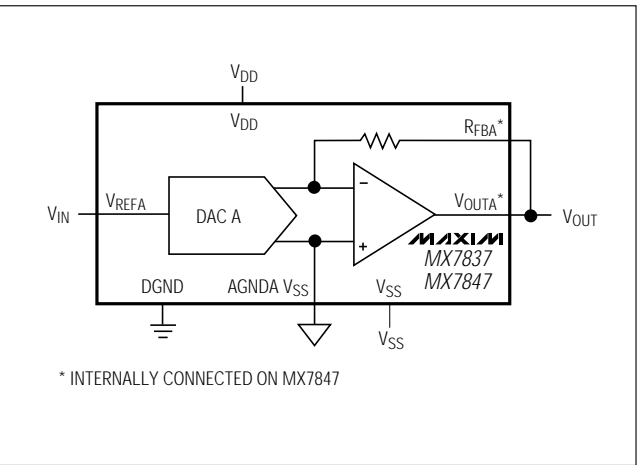 VDD
VDD
RFBA*
VIN
VREFA
DAC A
−
+
VOUTA*
VOUT
MAXIM
MX7837
MX7847
DGND
AGNDA VSS
VSS
VSS
* INTERNALLY CONNECTED ON MX7847